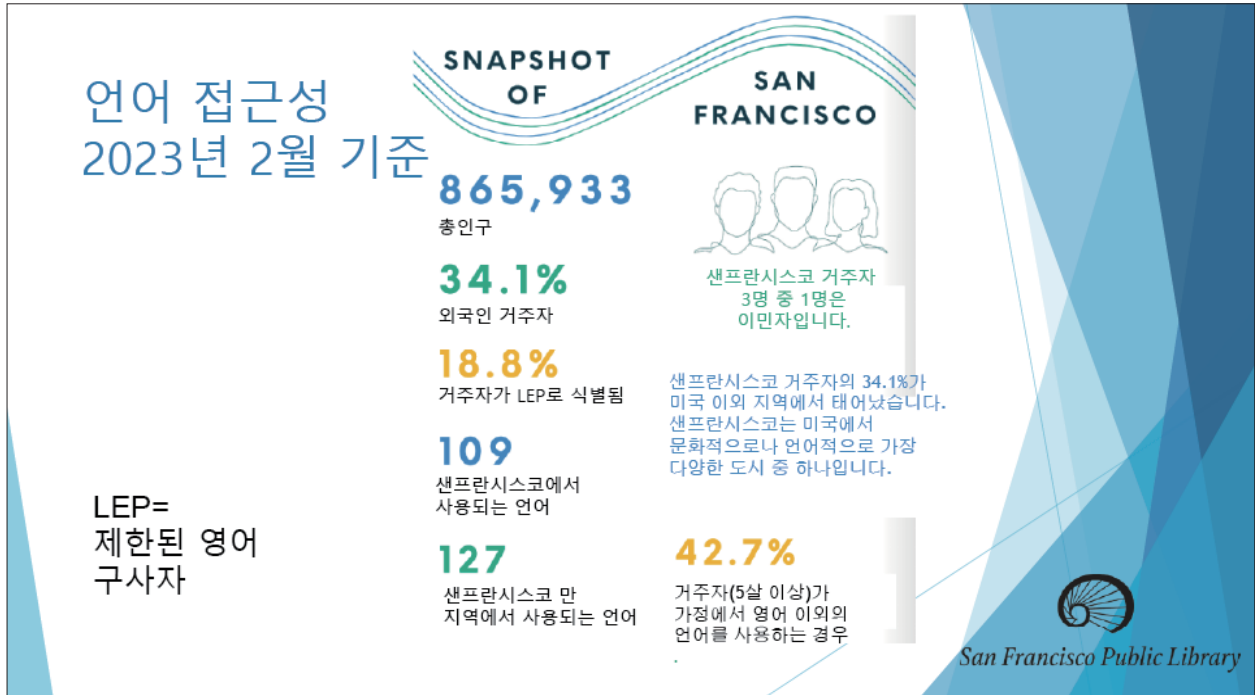 언어 접근성
2023년 2월 기준
LEP=
제한된 영어
구사자
SNAPSHOT
OF
SAN
FRANCISCO
865,933
총인구
34.1%
외국인 거주자
18.8%
거주자가 LEP로 식별됨
109
샌프란시스코에서
사용되는 언어
127
샌프란시스코 만
지역에서 사용되는 언어
샌프란시스코 거주자
3명 중 1명은
이민자입니다.
샌프란시스코 거주자의 34.1%가
미국 이외 지역에서 태어났습니다.
샌프란시스코는 미국에서
문화적으로나 언어적으로 가장
다양한 도시 중 하나입니다.
42.7%
거주자(5살 이상)가
가정에서 영어 이외의
언어를 사용하는 경우
.
San Francisco Public Library